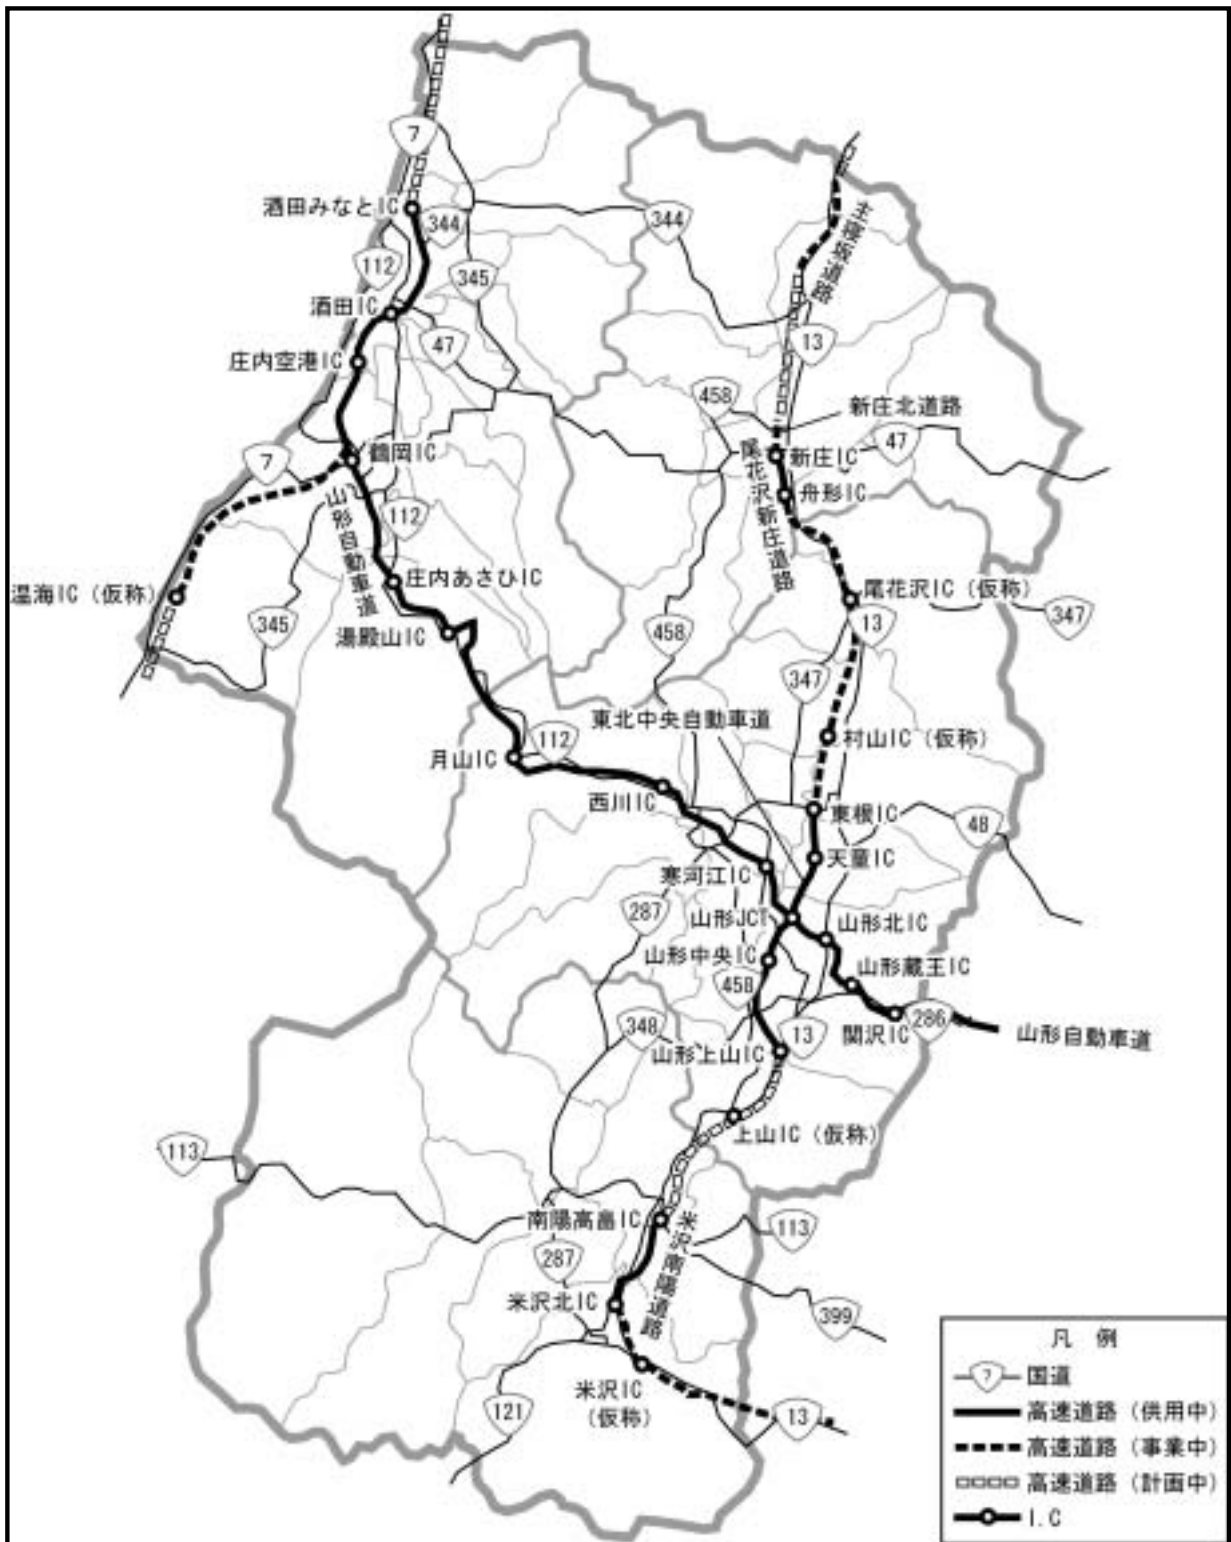 7
酒田みなとIC
344
344
主寝坂道路
112
345
酒田IC
13
庄内空港IC
47
458
新庄北道路
47
鶴岡IC
7
新庄IC
尾花沢新庄道路
舟形IC
山形自動車道
112
庄内あさひIC
尾花沢IC（仮称）
温海IC（仮称）
347
345
湯殿山IC
458
13
347
東北中央自動車道
112
村山IC（仮称）
月山IC
西川IC
東根IC
48
天童IC
寒河江IC
287
山形JCT
山形北IC
山形中央IC
山形蔵王IC
458
286
348
13
関沢IC
山形自動車道
山形上山IC
上山IC（仮称）
113
南陽高畠IC
113
米沢南陽道路
287
米沢北IC
399
米沢IC
（仮称）
121
13
凡 例
7
国道
高速道路（供用中）
高速道路（事業中）
高速道路（計画中）
I.C